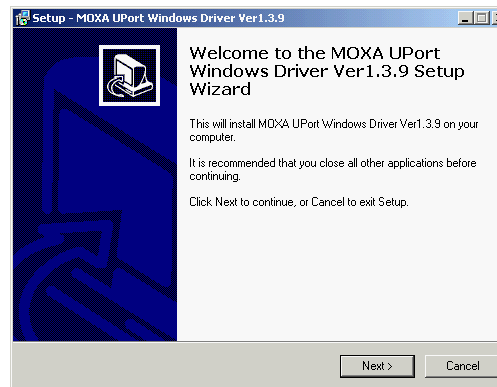 Setup - MOXA UPort Windows Driver Ver1.3.9
Welcome to the MOXA UPort
Windows Driver Ver1.3.9 Setup
Wizard
This will install MOXA UPort Windows Driver Ver1.3.9 on your
computer.
It is recommended that you close all other applications before
continuing.
Click Next to continue, or Cancel to exit Setup.
Next >
Cancel